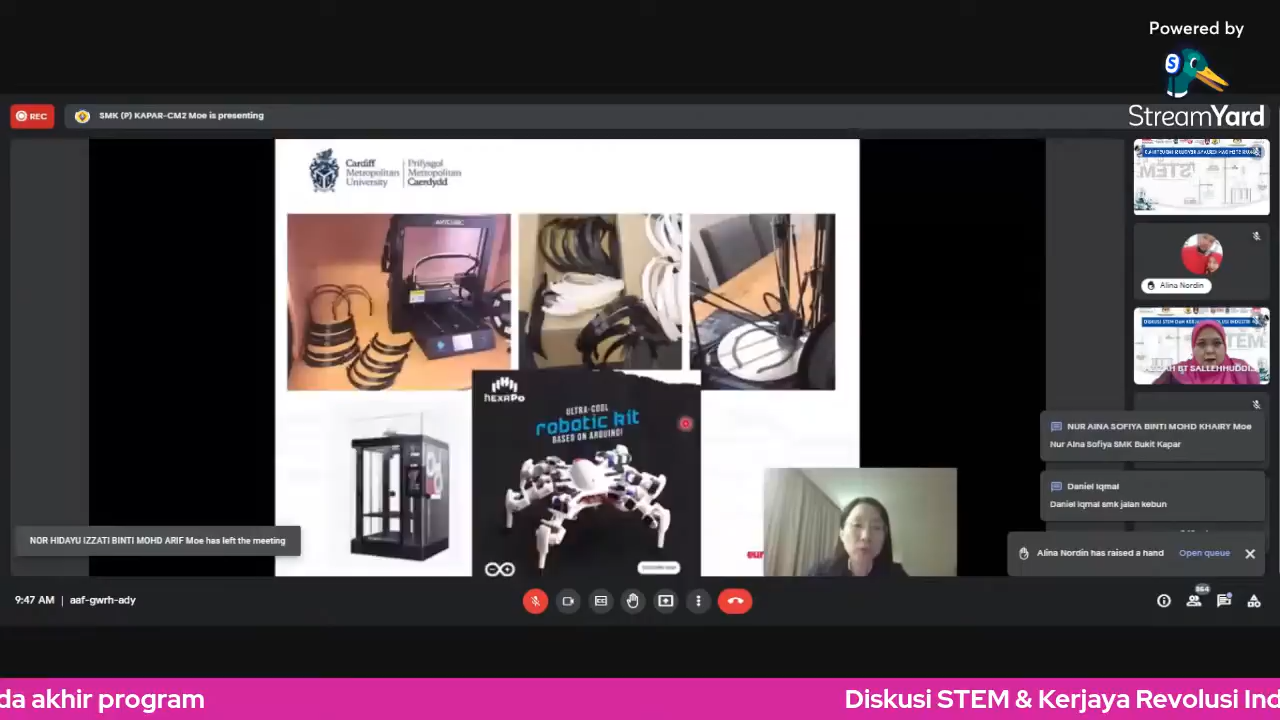 Powered by
StreamYard
REC
SMK (P) KAPAR-CM2 Moe is presenting
Cardiff
Metropolitan
University
Prifysgol
Metropolitan
Caerdydd
ANYCUBIC
HEXAPO
ULTRA-COOL
robotic kit
BASED ON ARDUINO!
STEM
Alina Nordin
NUR AINA SOFIYA BINTI MOHD KHAIRY Moe
Nur Aina Sofiya SMK Bukit Kapar
Daniel Iqmal
Daniel Iqmal smk jalan kebun
Alina Nordin has raised a hand
Open queue
NOR HIDAYU IZZATI BINTI MOHD ARIF Moe has left the meeting
9:47 AM | aaf-gwrh-ady
da akhir program
Diskusi STEM & Kerjaya Revolusi Ind